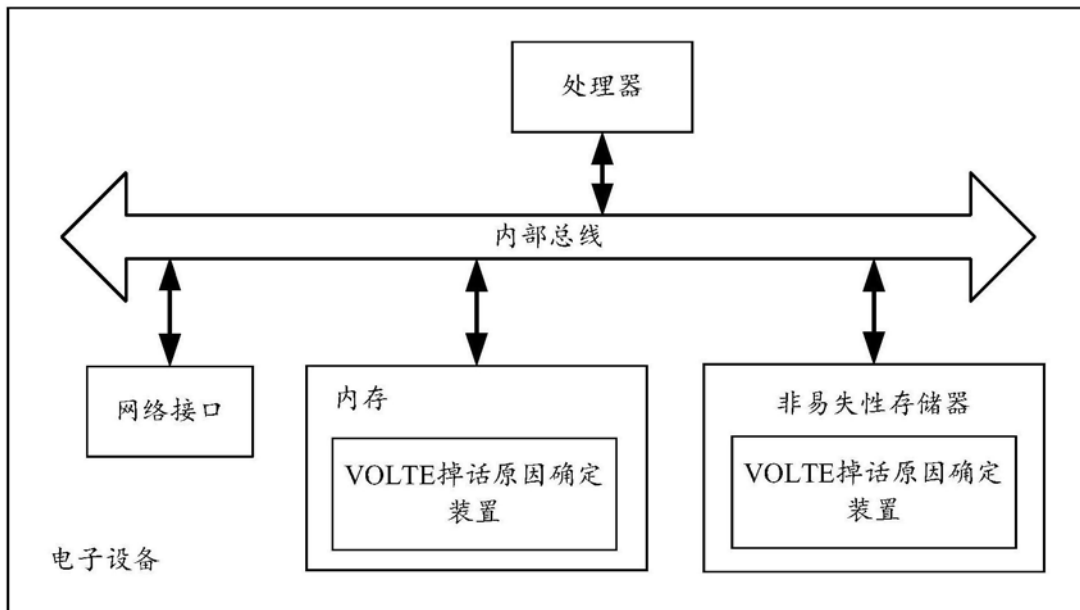 处理器
内部总线
网络接口
内存
VOLTE掉话原因确定
装置
非易失性存储器
VOLTE掉话原因确定
装置
电子设备